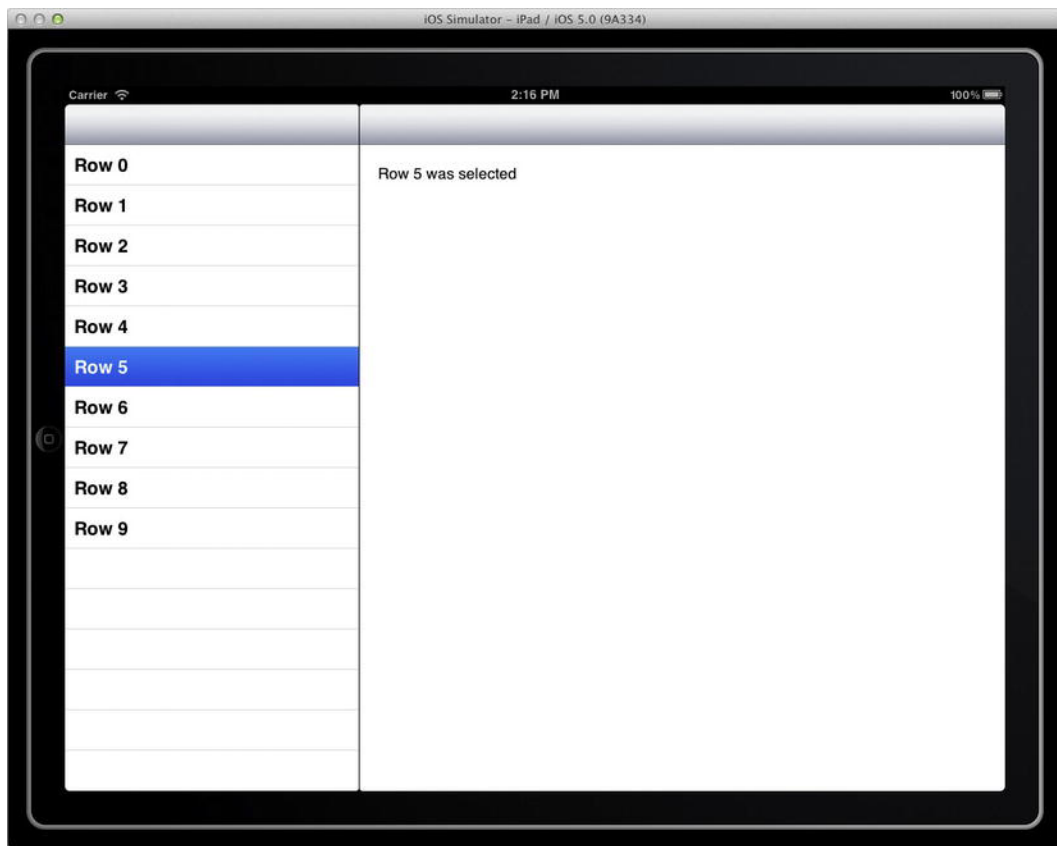 iOS Simulator – iPad / iOS 5.0 (9A334)
Carrier 2:16 PM 100%
Row 0
Row 1
Row 2
Row 3
Row 4
Row 5
Row 6
Row 7
Row 8
Row 9
Row 5 was selected